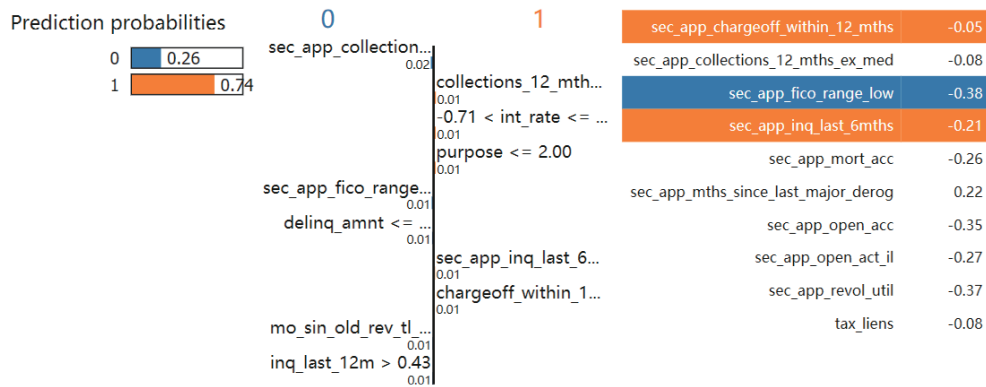 Prediction probabilities
0 0.26
1 0.74
0 1
sec_app_collection...
0.02
collections_12_mth...
0.01
-0.71 < int_rate <= ...
0.01
purpose <= 2.00
0.01
sec_app_fico_range...
0.01
delinq_amnt <= ...
0.01
sec_app_inq_last_6...
0.01
chargeoff_within_1...
0.01
mo_sin_old_rev_tl_...
0.01
inq_last_12m > 0.43
0.01
sec_app_chargeoff_within_12_mths -0.05
sec_app_collections_12_mths_ex_med -0.08
sec_app_fico_range_low -0.38
sec_app_inq_last_6mths -0.21
sec_app_mort_acc -0.26
sec_app_mths_since_last_major_derog 0.22
sec_app_open_acc -0.35
sec_app_open_act_il -0.27
sec_app_revol_util -0.37
tax_liens -0.08